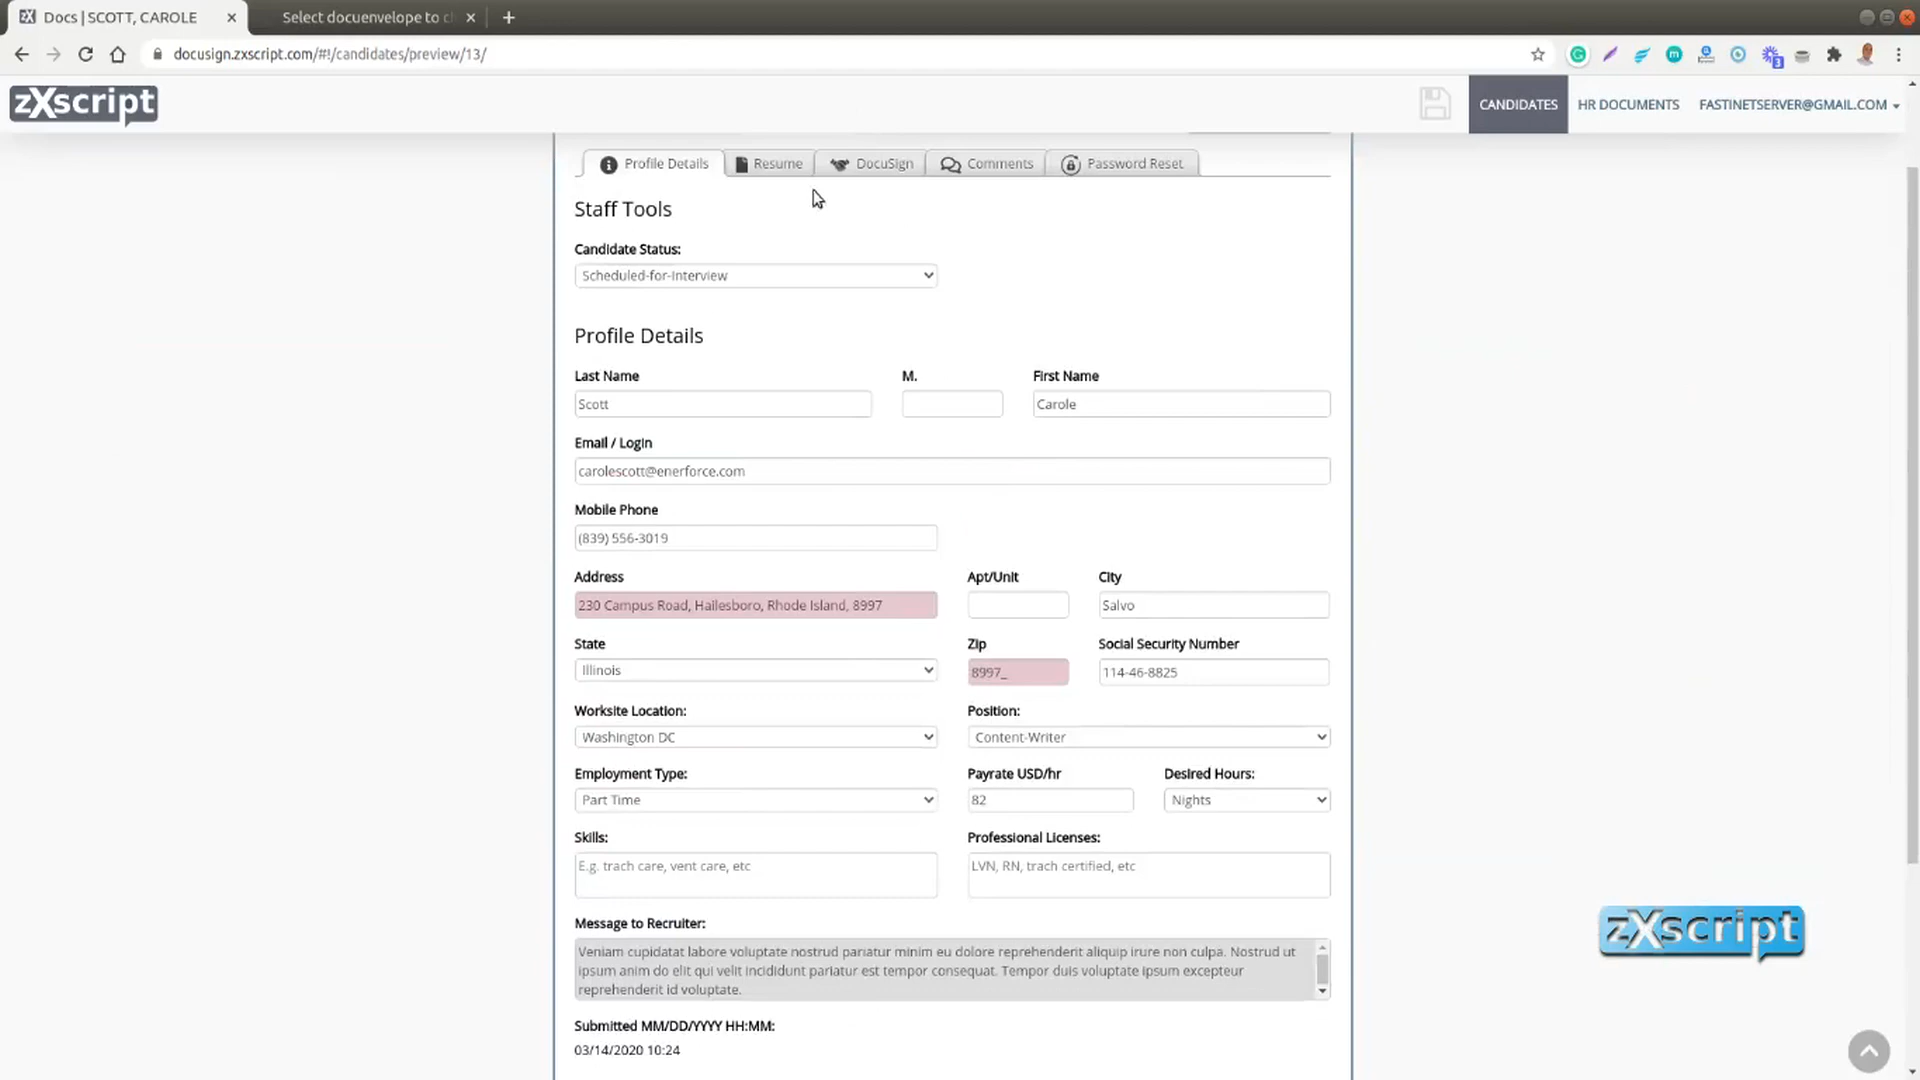 Docs | SCOTT, CAROLE
Select docuenvelope to c
docusign.zxscript.com/#!/candidates/preview/13/
zXscript
CANDIDATES
HR DOCUMENTS
FASTINETSERVER@GMAIL.COM
Profile Details
Resume
DocuSign
Comments
Password Reset
Staff Tools
Candidate Status:
Scheduled-for-Interview
Profile Details
Last Name
M.
First Name
Scott
Carole
Email / Login
carolescott@enerforce.com
Mobile Phone
(839) 556-3019
Address
Apt/Unit
City
230 Campus Road, Hailesboro, Rhode Island, 8997
Salvo
State
Zip
Social Security Number
Illinois
8997_
114-46-8825
Worksite Location:
Position:
Washington DC
Content-Writer
Employment Type:
Payrate USD/hr
Desired Hours:
Part Time
82
Nights
Skills:
Professional Licenses:
E.g. trach care, vent care, etc
LVN, RN, trach certified, etc
Message to Recruiter:
Veniam cupidatat labore voluptate nostrud pariatur minim eu dolore reprehenderit aliquip irure non culpa. Nostrud ut
ipsum anim do elit qui velit incididunt pariatur est tempor consequat. Tempor duis voluptate ipsum excepteur
reprehenderit id voluptate.
zXscript
Submitted MM/DD/YYYY HH:MM:
03/14/2020 10:24